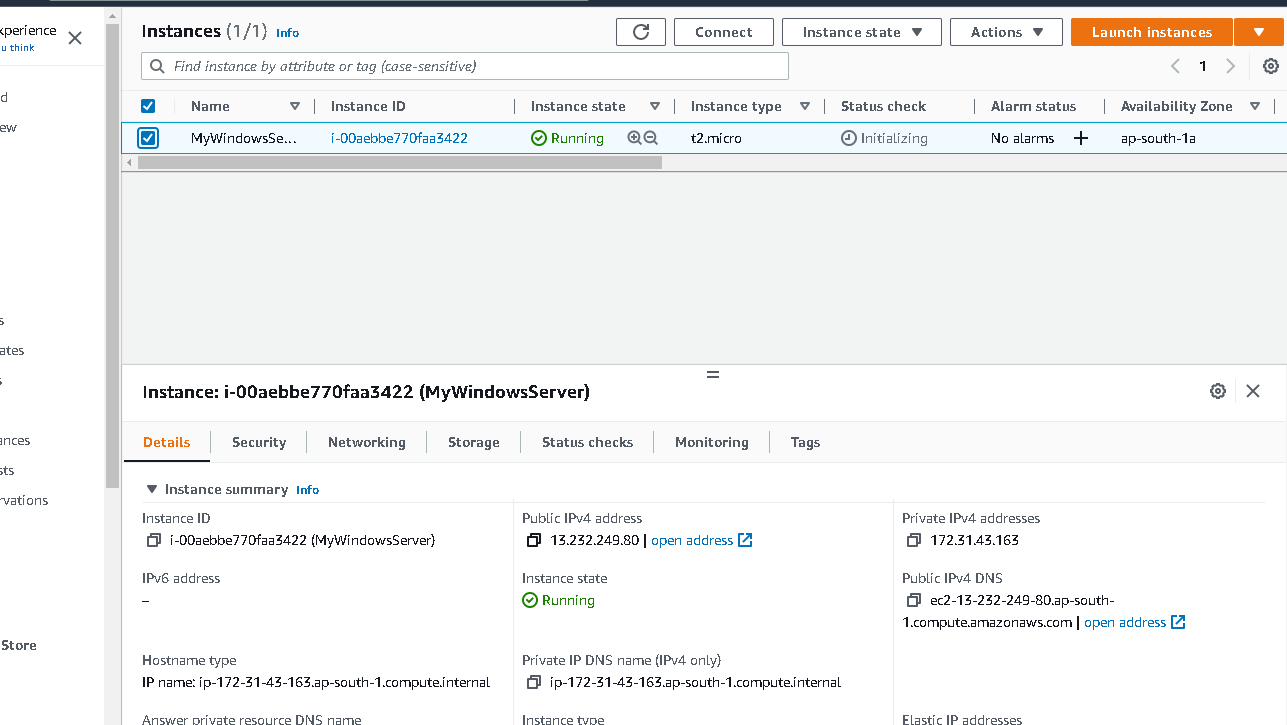 xperience
u think
d
ew
s
ates
s
ances
sts
rvations
Store
Instances (1/1) Info
Connect
Instance state
Actions
Launch instances
Find instance by attribute or tag (case-sensitive)
1
Name Instance ID Instance state Instance type Status check Alarm status Availability Zone
MyWindowsSe... i-00aebbe770faa3422 Running t2.micro Initializing No alarms + ap-south-1a
Instance: i-00aebbe770faa3422 (MyWindowsServer)
Details Security Networking Storage Status checks Monitoring Tags
Instance summary Info
Instance ID
i-00aebbe770faa3422 (MyWindowsServer)
Public IPv4 address
13.232.249.80 | open address
Private IPv4 addresses
172.31.43.163
IPv6 address
–
Instance state
Running
Public IPv4 DNS
ec2-13-232-249-80.ap-south-
1.compute.amazonaws.com | open address
Hostname type
IP name: ip-172-31-43-163.ap-south-1.compute.internal
Private IP DNS name (IPv4 only)
ip-172-31-43-163.ap-south-1.compute.internal
Answer private resource DNS name
Instance type
Elastic IP addresses